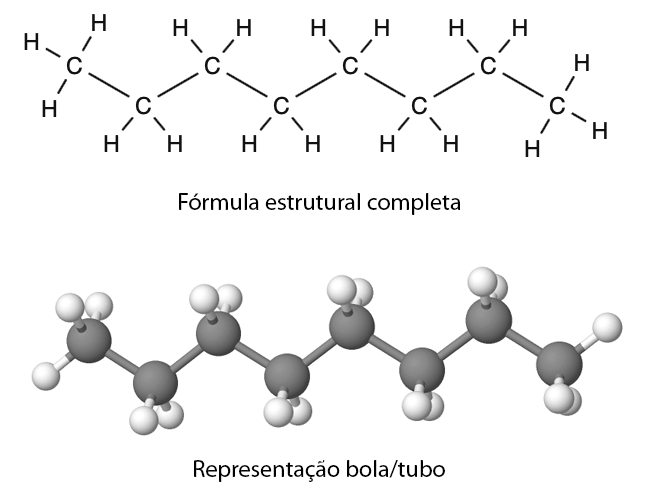 H H H H H H H H
C C C C
H C C C C H
H H H H H H H H
Fórmula estrutural completa
Representação bola/tubo